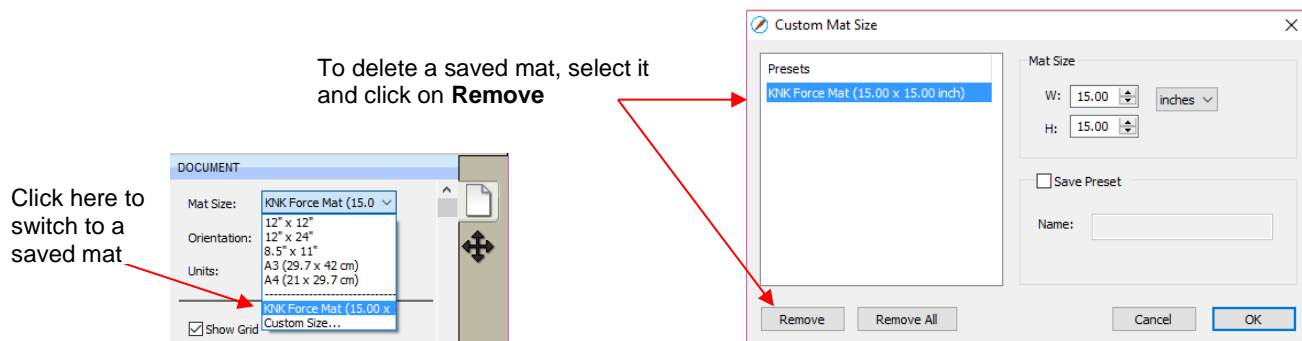 Custom Mat Size
To delete a saved mat, select it
and click on Remove
Presets
KNK Force Mat (15.00 x 15.00 inch)
Mat Size
W: 15.00 inches
H: 15.00
Save Preset
Name:
Remove Remove All Cancel OK
Click here to
switch to a
saved mat
DOCUMENT
Mat Size: KNK Force Mat (15.0
12" x 12"
Orientation: 12" x 24"
8.5" x 11"
Units: A3 (29.7 x 42 cm)
A4 (21 x 29.7 cm)
KNK Force Mat (15.00 x
Show Grid Custom Size...